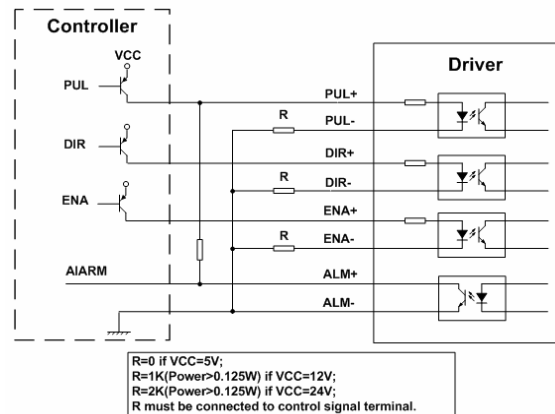 Controller
VCC
PUL
DIR
ENA
AIARM
Driver
PUL+
R
PUL-
DIR+
R
DIR-
ENA+
R
ENA-
ALM+
ALM-
R=0 if VCC=5V;
R=1K(Power>0.125W) if VCC=12V;
R=2K(Power>0.125W) if VCC=24V;
R must be connected to control signal terminal.